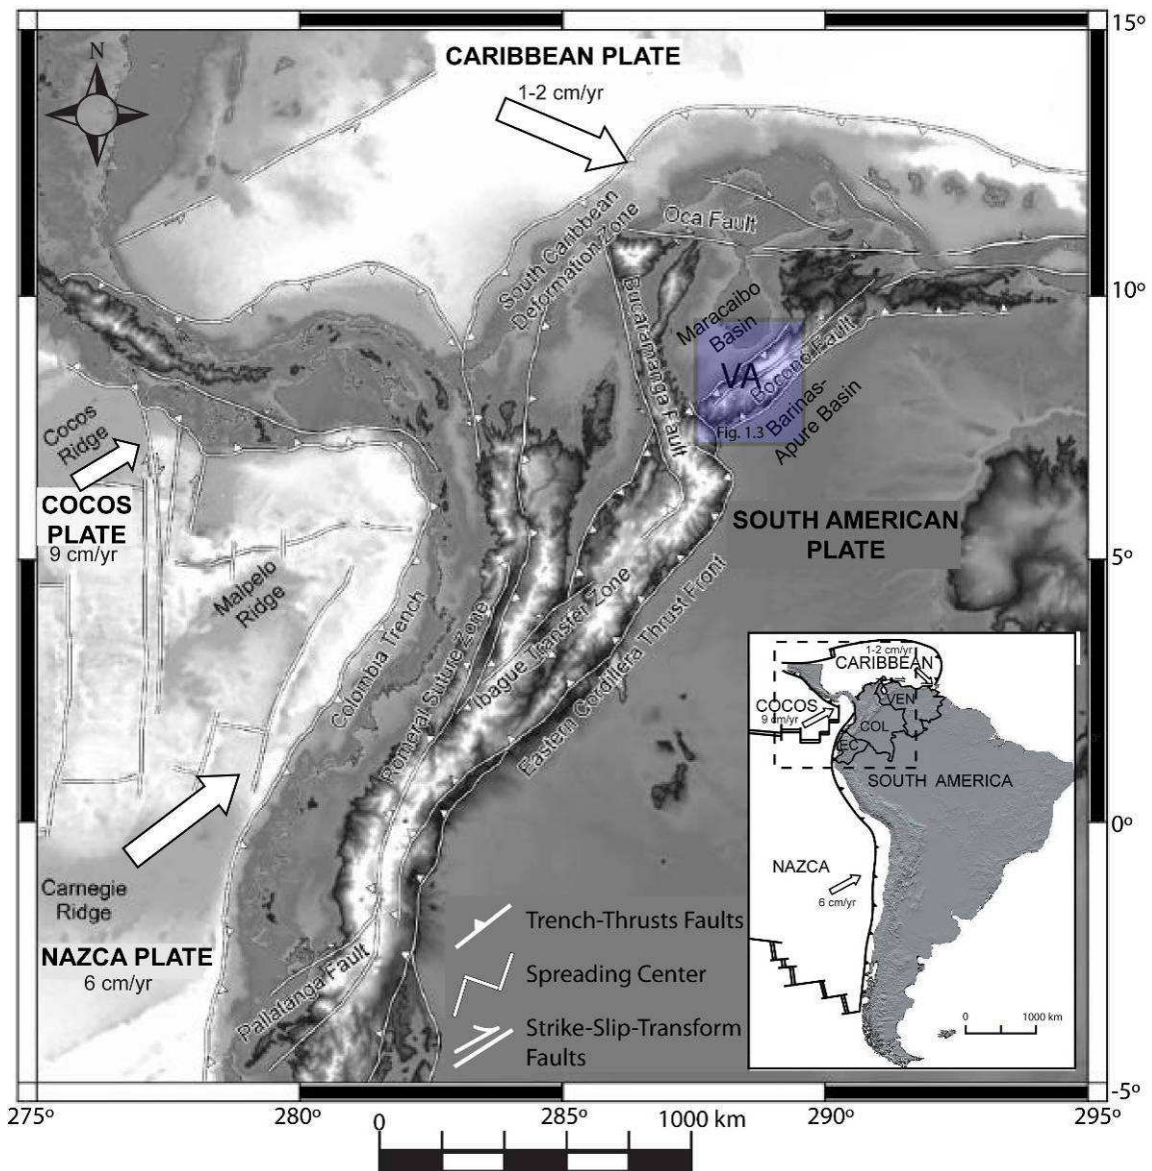 15º
N
CARIBBEAN PLATE
1-2 cm/yr
South Caribbean
Deformation Zone
Oca Fault
10º
Bucaramanga Fault
Maracaibo
Basin
VA
Bocono Fault
Fig. 1.3
Barinas-
Apure Basin
Cocos
Ridge
COCOS
PLATE
9 cm/yr
SOUTH AMERICAN
PLATE
5º
Malpelo
Ridge
Colombia Trench
Romeral Suture Zone
Ibague Transfer Zone
Eastern Cordillera Thrust Front
1-2 cm/yr
CARIBBEAN
COCOS
9 cm/yr
VEN
COL
EC
SOUTH AMERICA
NAZCA
6 cm/yr
0 1000 km
0º
Carnegie
Ridge
NAZCA PLATE
6 cm/yr
Pallatanga Fault
Trench-Thrusts Faults
Spreading Center
Strike-Slip-Transform
Faults
-5º
275º 280º 285º 290º 295º
0 1000 km